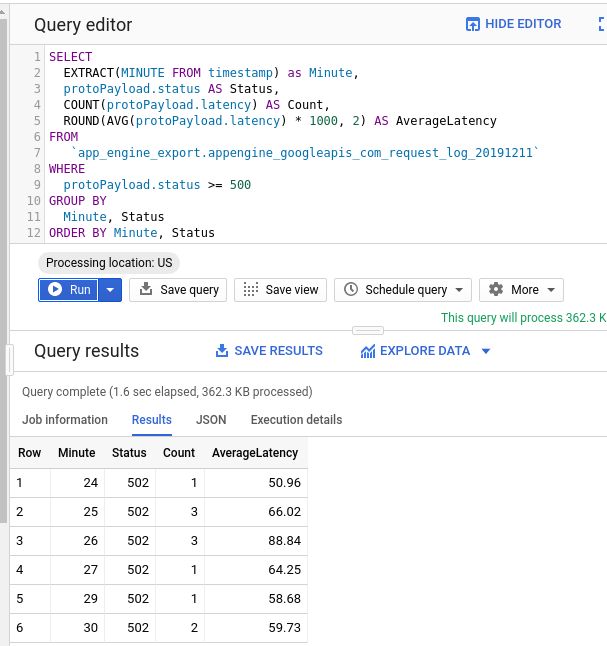 Query editor
HIDE EDITOR
1 SELECT
2 EXTRACT(MINUTE FROM timestamp) as Minute,
3 protoPayload.status AS Status,
4 COUNT(protoPayload.latency) AS Count,
5 ROUND(AVG(protoPayload.latency) * 1000, 2) AS AverageLatency
6 FROM
7 `app_engine_export.appengine_googleapis_com_request_log_20191211`
8 WHERE
9 protoPayload.status >= 500
10 GROUP BY
11 Minute, Status
12 ORDER BY Minute, Status
Processing location: US
Run Save query Save view Schedule query More
This query will process 362.3 K
Query results SAVE RESULTS EXPLORE DATA
Query complete (1.6 sec elapsed, 362.3 KB processed)
Job information Results JSON Execution details
Row Minute Status Count AverageLatency
1 24 502 1 50.96
2 25 502 3 66.02
3 26 502 3 88.84
4 27 502 1 64.25
5 29 502 1 58.68
6 30 502 2 59.73